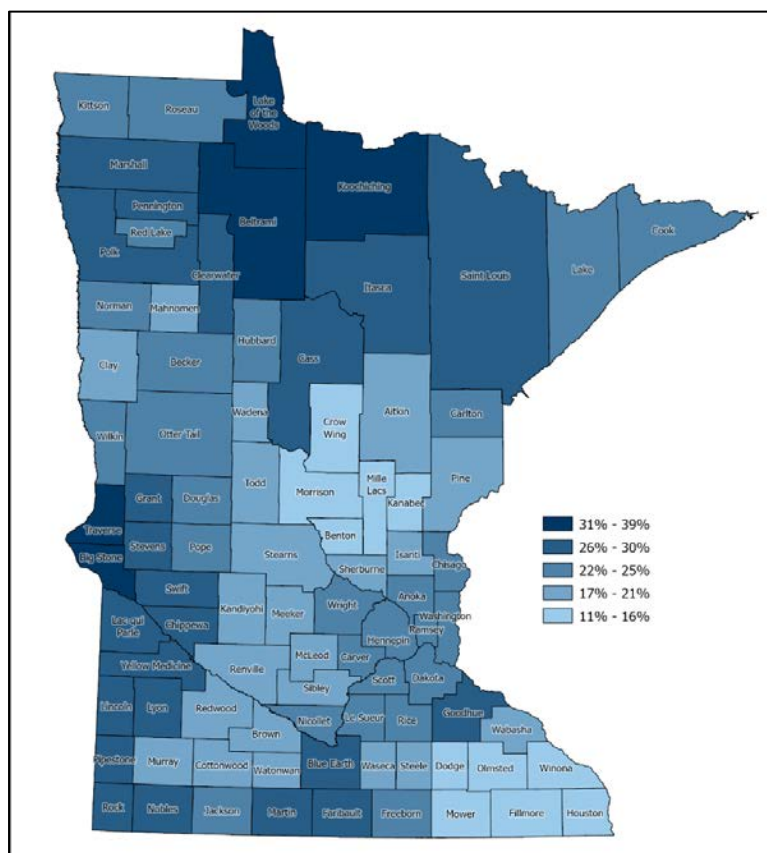 Kittson
Roseau
Lake
of the
Woods
Marshall
Koochiching
Pennington
Beltrami
Red Lake
Polk
Clearwater
Itasca
Saint Louis
Lake
Cook
Norman
Mahnomen
Hubbard
Cass
Clay
Becker
Wadena
Crow
Wing
Aitkin
Carlton
Wilkin
Otter Tail
Todd
Morrison
Mille
Lacs
Kanabec
Pine
Grant
Douglas
Traverse
Big Stone
Stevens
Pope
Stearns
Benton
Sherburne
Isanti
Chisago
31% - 39%
26% - 30%
22% - 25%
17% - 21%
11% - 16%
Swift
Kandiyohi
Meeker
Wright
Anoka
Washington
Ramsey
Hennepin
Lac qui
Parle
Chippewa
McLeod
Carver
Yellow Medicine
Renville
Sibley
Scott
Dakota
Lincoln
Lyon
Redwood
Nicollet
Le Sueur
Rice
Goodhue
Wabasha
Brown
Pipestone
Murray
Cottonwood
Watonwan
Blue Earth
Waseca
Steele
Dodge
Olmsted
Winona
Rock
Nobles
Jackson
Martin
Faribault
Freeborn
Mower
Fillmore
Houston